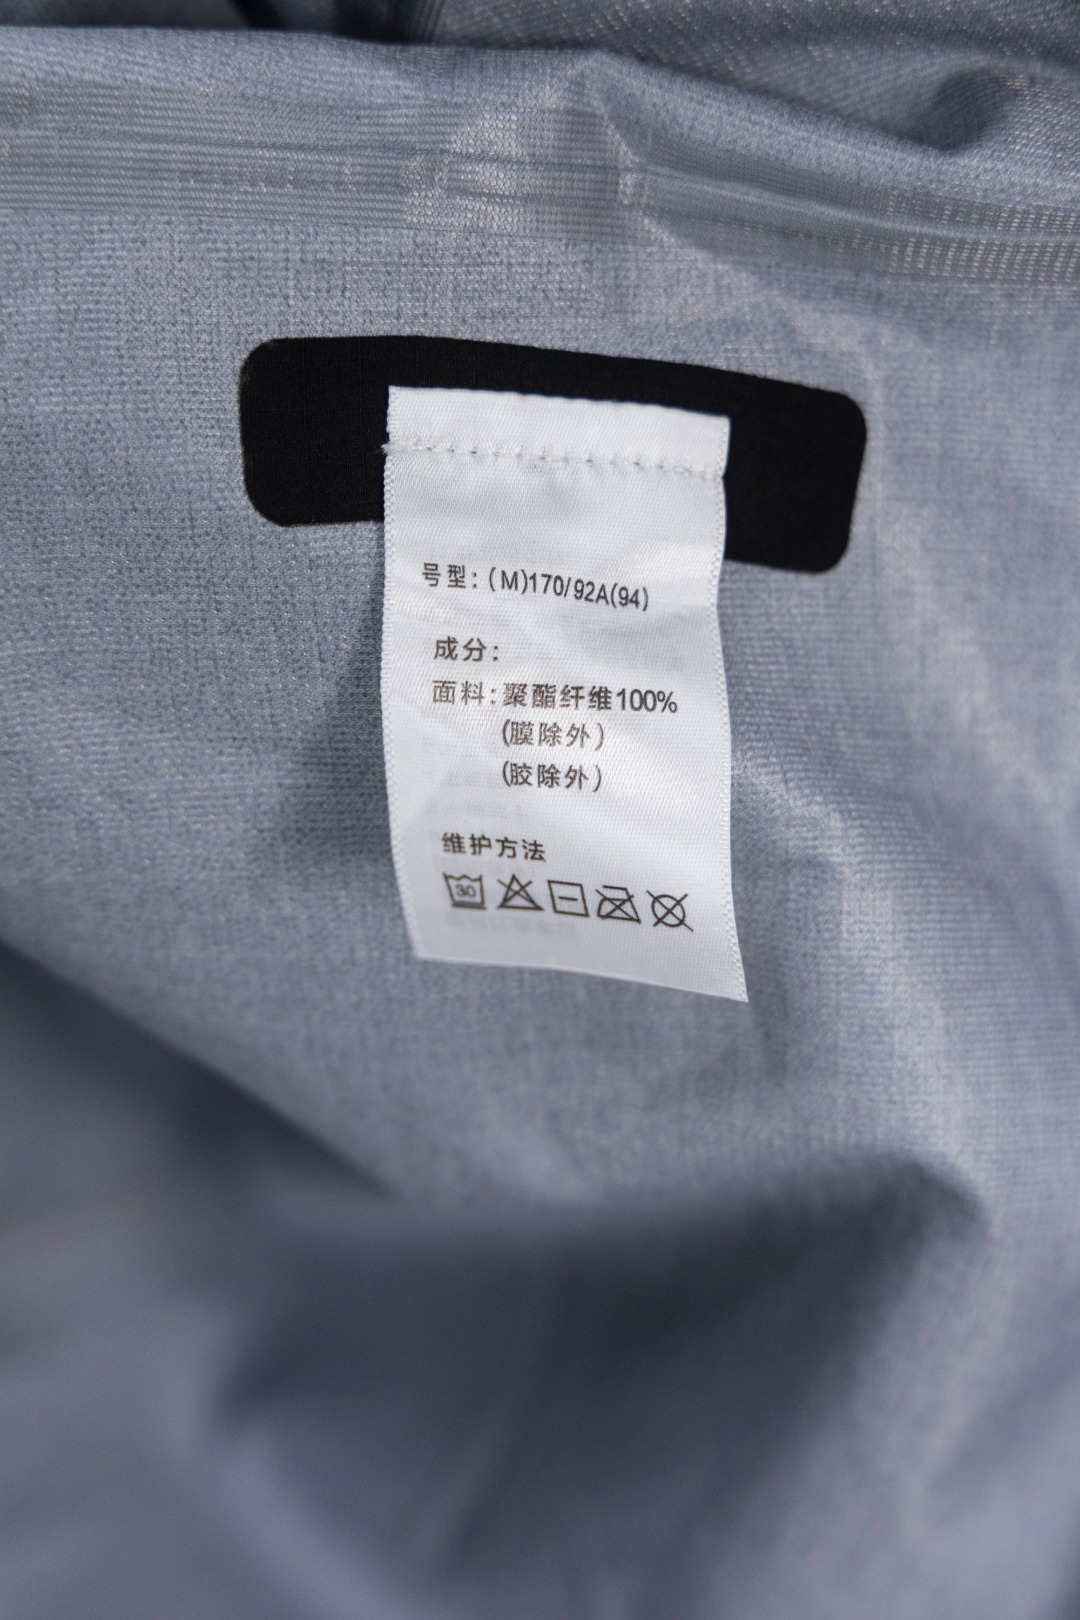 号型：(M)170/92A(94)
成分：
面料：聚酯纤维100%
(膜除外)
(胶除外)
维护方法
30